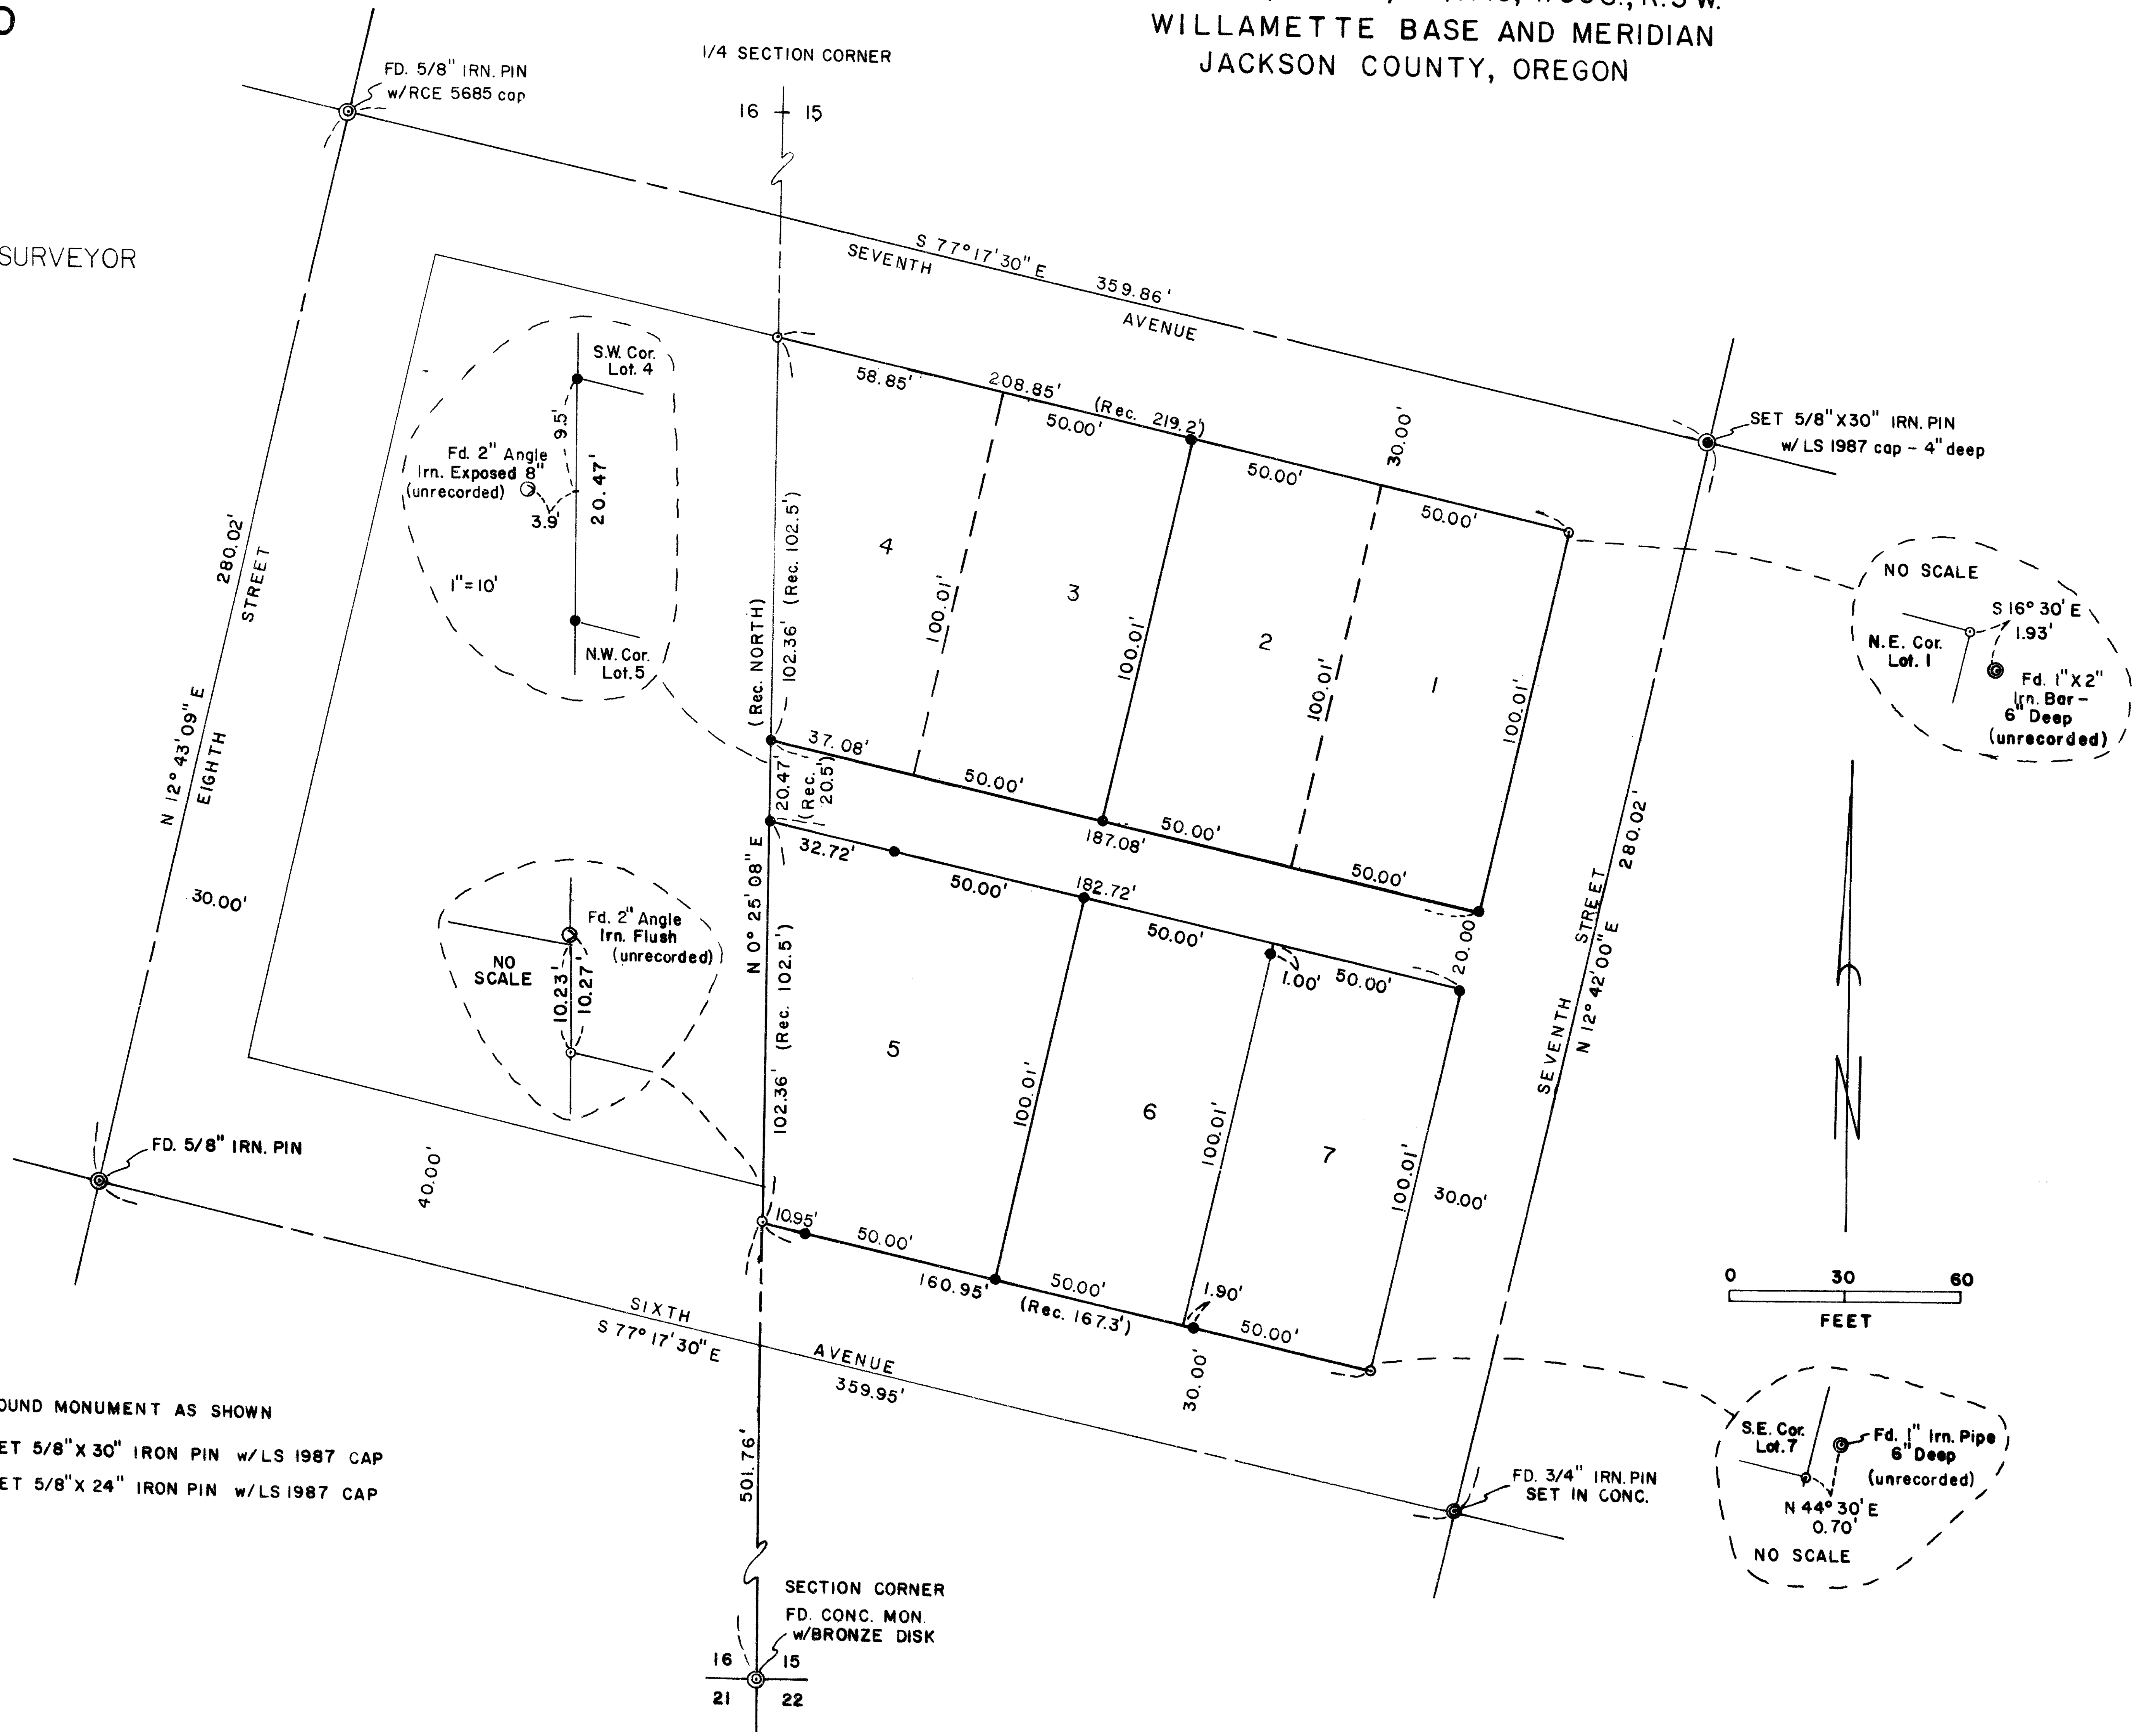 WILLAMETTE BASE AND MERIDIAN
JACKSON COUNTY, OREGON
SURVEYOR
FD. 5/8" IRN. PIN
w/RCE 5685 cap
1/4 SECTION CORNER
16 15
S 77° 17' 30" E 359.86'
SEVENTH AVENUE
SET 5/8"X30" IRN. PIN
w/ LS 1987 cap - 4" deep
S.W. Cor.
Lot. 4
9.5'
Fd. 2" Angle
Irn. Exposed 8"
(unrecorded)
3.9'
20.47'
1"=10'
N.W. Cor.
Lot. 5
58.85'
208.85'
(Rec. 219.2')
50.00'
50.00'
50.00'
30.00'
NO SCALE
S 16° 30' E
1.93'
N.E. Cor.
Lot. 1
Fd. 1"X2"
Irn. Bar -
6" Deep
(unrecorded)
280.02'
STREET
N 12° 43' 09" E
EIGHTH
30.00'
(Rec. NORTH)
102.36' (Rec. 102.5')
4
100.01'
3
100.01'
2
100.01'
1
100.01'
37.08'
50.00'
187.08'
50.00'
50.00'
20.47'
(Rec.
20.5')
32.72'
50.00'
182.72'
50.00'
1.00'
50.00'
20.00'
280.02'
SEVENTH STREET
N 12° 42' 00" E
N 0° 25' 08" E
102.36' (Rec. 102.5')
Fd. 2" Angle
Irn. Flush
(unrecorded)
NO
SCALE
10.23'
10.27'
5
100.01'
6
100.01'
7
100.01'
30.00'
N
FD. 5/8" IRN. PIN
40.00'
10.95'
50.00'
160.95'
50.00'
(Rec. 167.3')
1.90'
50.00'
30.00'
0 30 60
FEET
SIXTH AVENUE
S 77° 17' 30" E
359.95'
501.76'
S.E. Cor.
Lot. 7
Fd. 1" Irn. Pipe
6" Deep
(unrecorded)
N 44° 30' E
0.70'
NO SCALE
FD. 3/4" IRN. PIN
SET IN CONC.
OUND MONUMENT AS SHOWN
ET 5/8" X 30" IRON PIN w/LS 1987 CAP
ET 5/8" X 24" IRON PIN w/LS 1987 CAP
SECTION CORNER
FD. CONC. MON.
w/BRONZE DISK
16 15
21 22